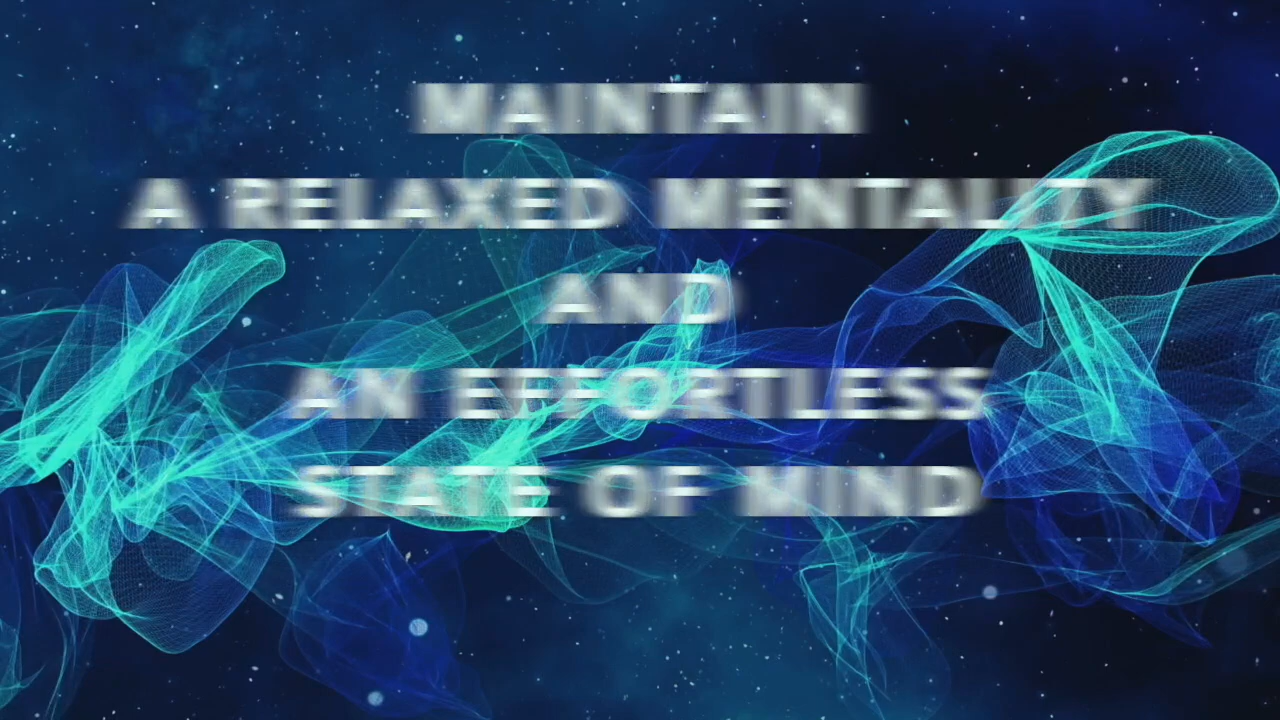 MAINTAIN
A RELAXED MENTALITY
AND
AN EFFORTLESS
STATE OF MIND